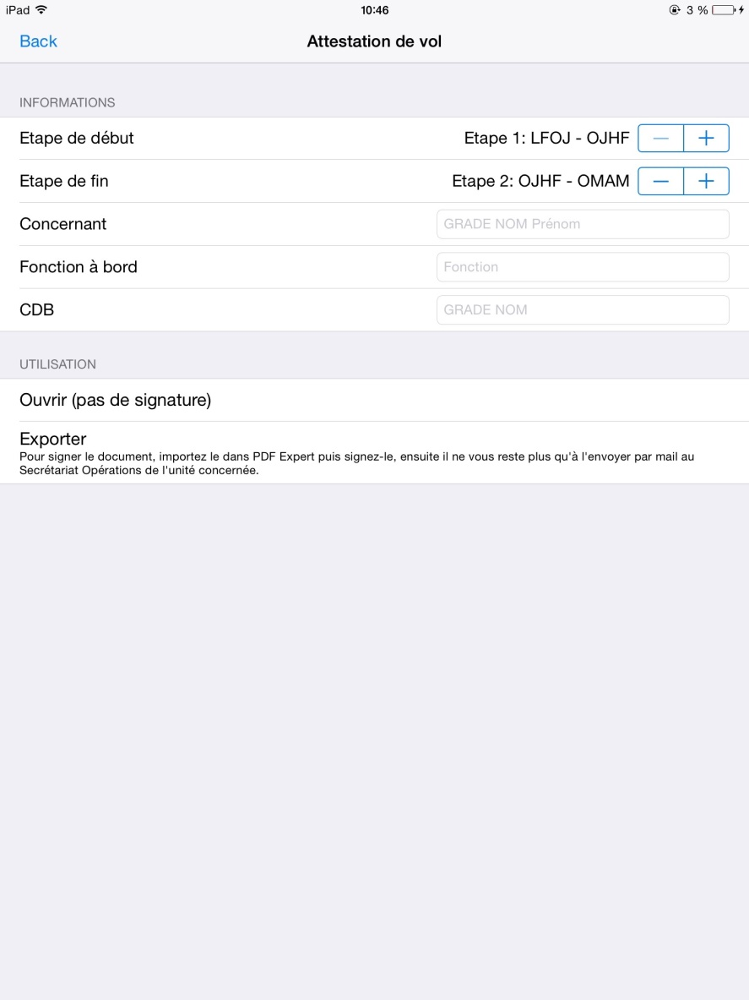 iPad 10:46 3 %
Back Attestation de vol
INFORMATIONS
Etape de début Etape 1: LFOJ - OJHF
Etape de fin Etape 2: OJHF - OMAM
Concernant GRADE NOM Prénom
Fonction à bord Fonction
CDB GRADE NOM
UTILISATION
Ouvrir (pas de signature)
Exporter
Pour signer le document, importez le dans PDF Expert puis signez-le, ensuite il ne vous reste plus qu'à l'envoyer par mail au
Secrétariat Opérations de l'unité concernée.